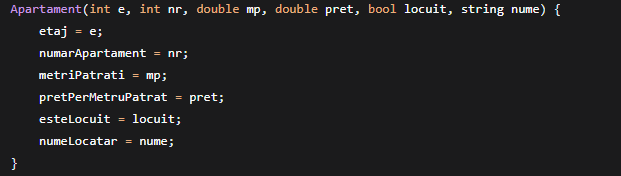 Apartament(int e, int nr, double mp, double pret, bool locuit, string nume) {
etaj = e;
numarApartament = nr;
metriPatrati = mp;
pretPerMetruPatrat = pret;
esteLocuit = locuit;
numeLocatar = nume;
}